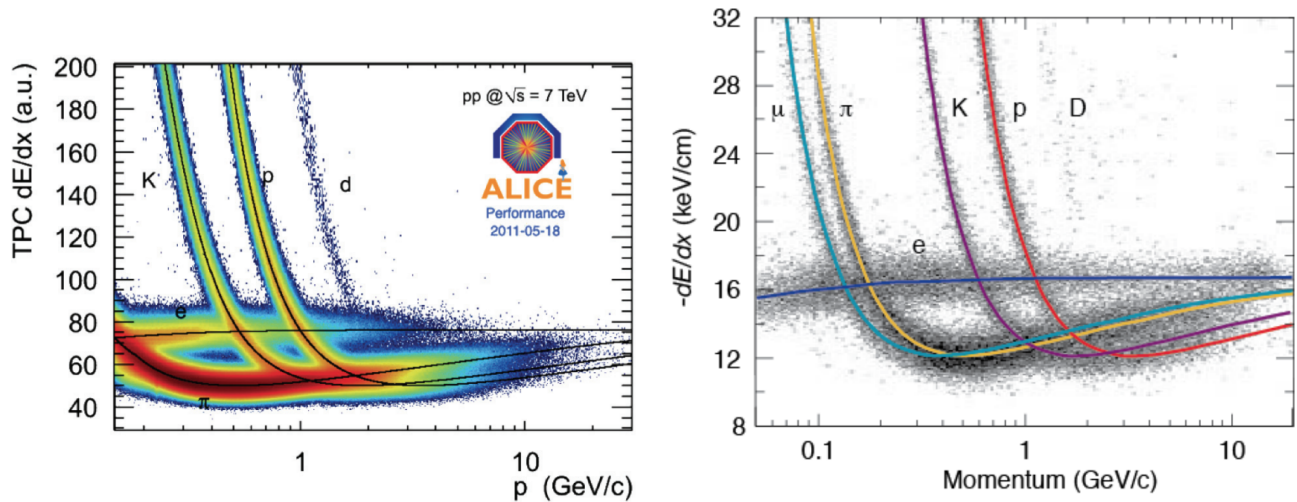 TPC dE/dx (a.u.)
200
180
160
140
120
100
80
60
40
K
p
d
e
π
pp @ √s = 7 TeV
ALICE
Performance
2011-05-18
1
10
p (GeV/c)
-dE/dx (keV/cm)
32
28
24
20
16
12
8
μ
π
K
p
D
e
0.1
1
10
Momentum (GeV/c)